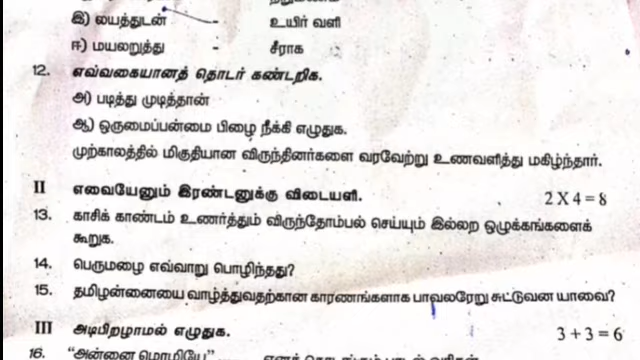 இ) லயத்துடன் - உயிர் வளி
ஈ) மயலறுத்து - சீராக
12. எவ்வகையானத் தொடர் கண்டறிக.
அ) படித்து முடித்தான்
ஆ) ஒருமைப்பன்மை பிழை நீக்கி எழுதுக.
முற்காலத்தில் மிகுதியான விருந்தினர்களை வரவேற்று உணவளித்து மகிழ்ந்தார்.
II எவையேனும் இரண்டனுக்கு விடையளி. 2 X 4 = 8
13. காசிக் காண்டம் உணர்த்தும் விருந்தோம்பல் செய்யும் இல்லற ஒழுக்கங்களைக்
கூறுக.
14. பெருமழை எவ்வாறு பொழிந்தது?
15. தமிழன்னையை வாழ்த்துவதற்கான காரணங்களாக பாவலரேறு சுட்டுவன யாவை?
III அடிபிறழாமல் எழுதுக. 3 + 3 = 6
16. "அன்னை மொழியே"